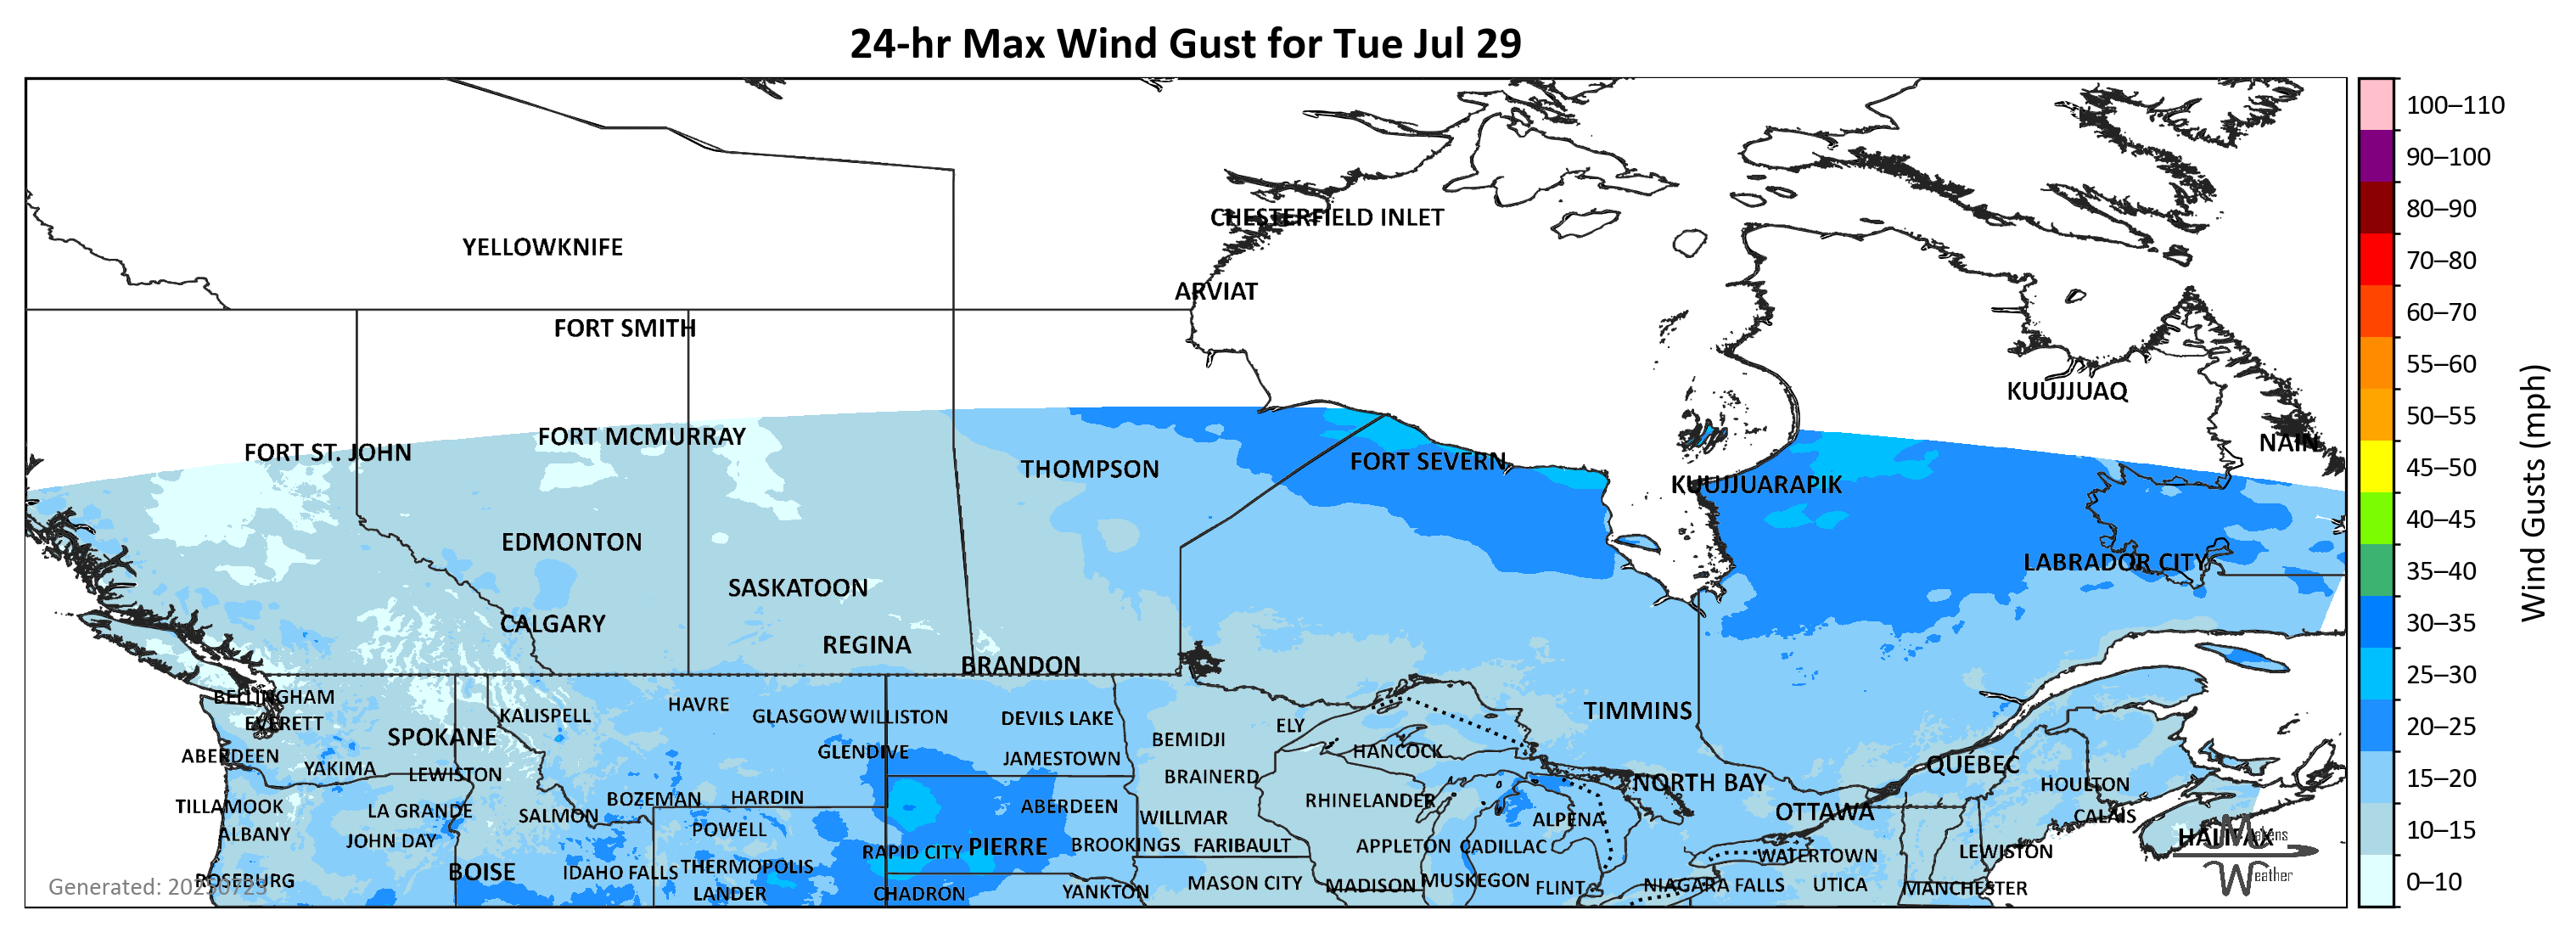 24-hr Max Wind Gust for Tue Jul 29
100–110
90–100
80–90
70–80
60–70
55–60
50–55
45–50
40–45
35–40
30–35
25–30
20–25
15–20
10–15
0–10
Wind Gusts (mph)
CHESTERFIELD INLET
YELLOWKNIFE
ARVIAT
FORT SMITH
KUUJJUAQ
FORT MCMURRAY
NAIN
FORT ST. JOHN
FORT SEVERN
THOMPSON
KUUJJUARAPIK
EDMONTON
LABRADOR CITY
SASKATOON
CALGARY
REGINA
BRANDON
BELLINGHAM
HAVRE
TIMMINS
KALISPELL
GLASGOW
WILLISTON
DEVILS LAKE
EVERETT
ELY
SPOKANE
BEMIDJI
GLENDIVE
HANCOCK
ABERDEEN
JAMESTOWN
QUÉBEC
YAKIMA
LEWISTON
BRAINERD
NORTH BAY
HOULTON
BOZEMAN
HARDIN
RHINELANDER
TILLAMOOK
LA GRANDE
ABERDEEN
SALMON
WILLMAR
ALPENA
OTTAWA
CALAIS
ALBANY
POWELL
JOHN DAY
PIERRE
BROOKINGS
FARIBAULT
APPLETON
CADILLAC
HALIFAX
RAPID CITY
WATERTOWN
LEWISTON
BOISE
IDAHO FALLS
THERMOPOLIS
ROSEBURG
MASON CITY
MADISON
MUSKEGON
FLINT
NIAGARA FALLS
UTICA
MANCHESTER
LANDER
CHADRON
YANKTON
Generated: 20250723
Weather